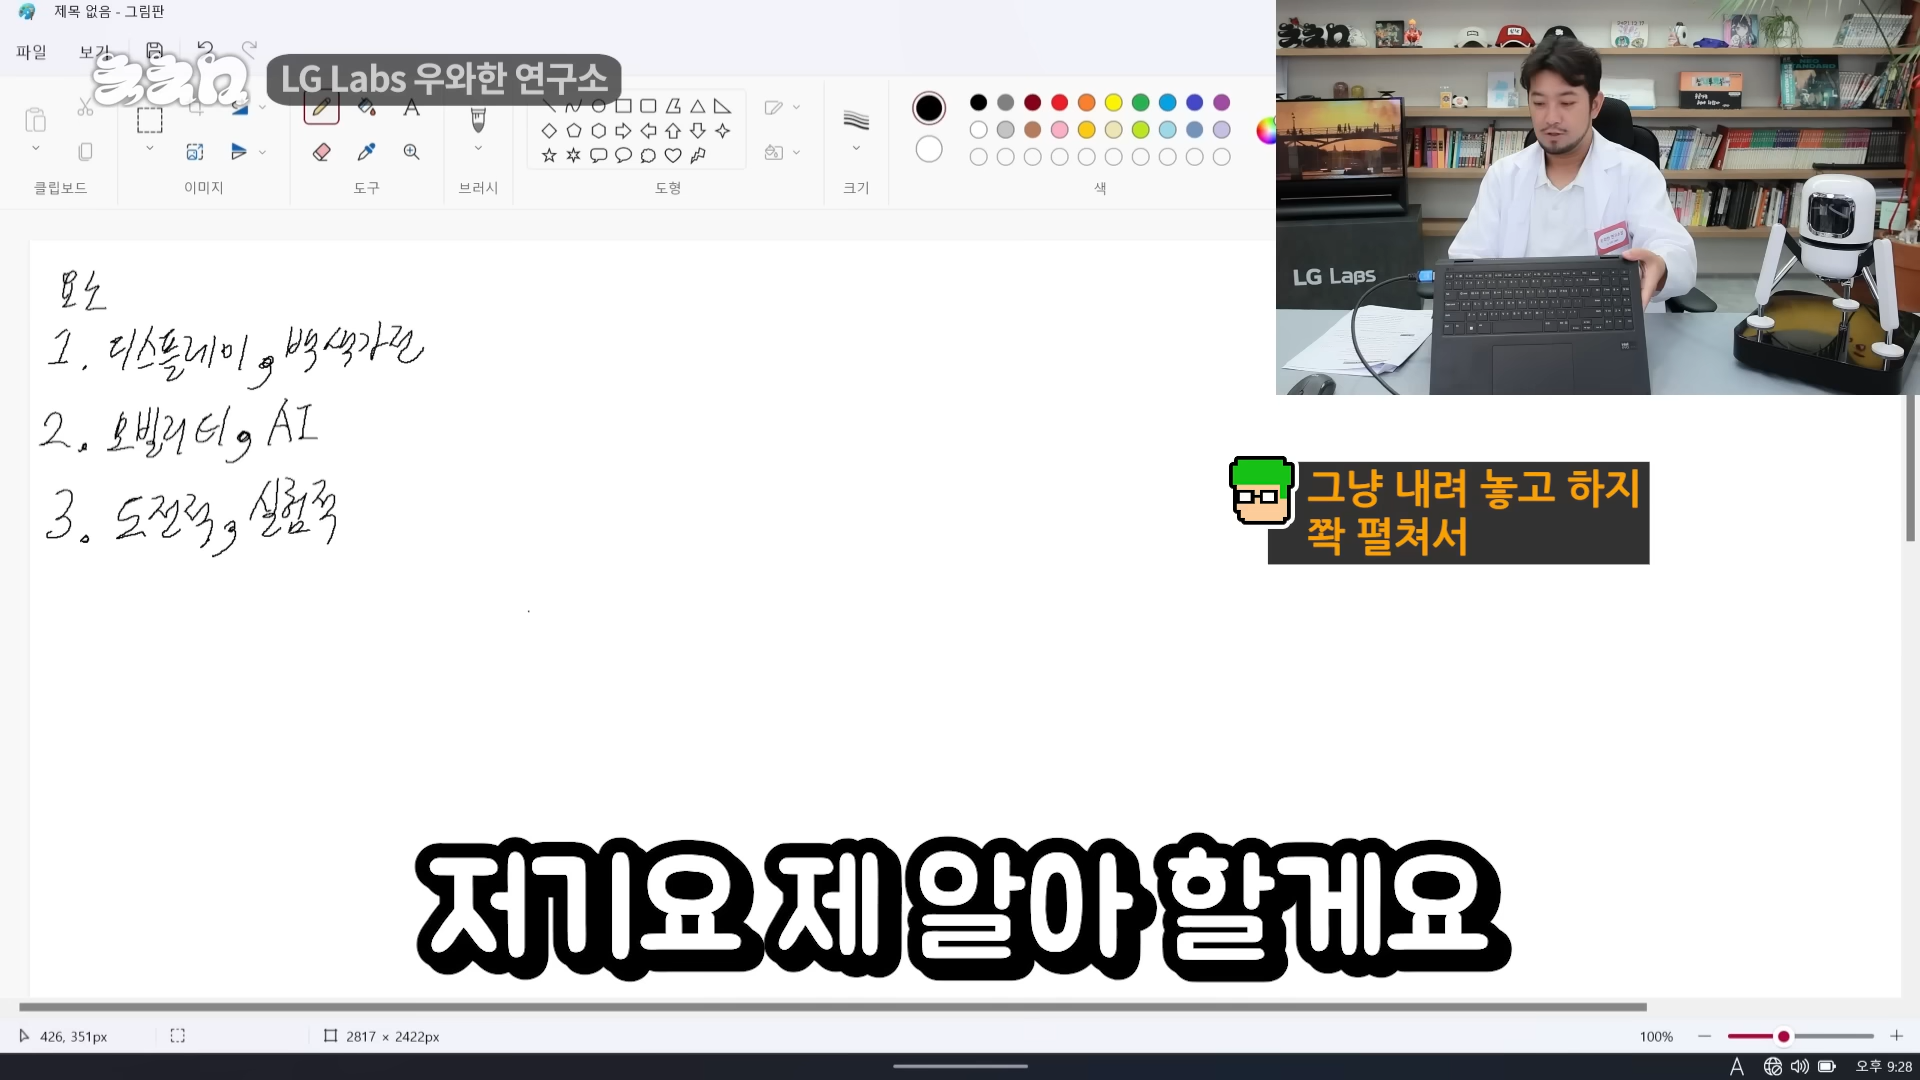 제목 없음 - 그림판
파일 보기
LG Labs 우와한 연구소
클립보드 이미지 도구 브러시 도형 크기 색
LG Labs
1. 디스플레이, 백색가전
2. 모빌리티, AI
3. 도전적, 실험적
그냥 내려 놓고 하지
쫙 펼쳐서
저기요 제 알아 할게요
426, 351px
2817 × 2422px
100%
A 오후 9:28